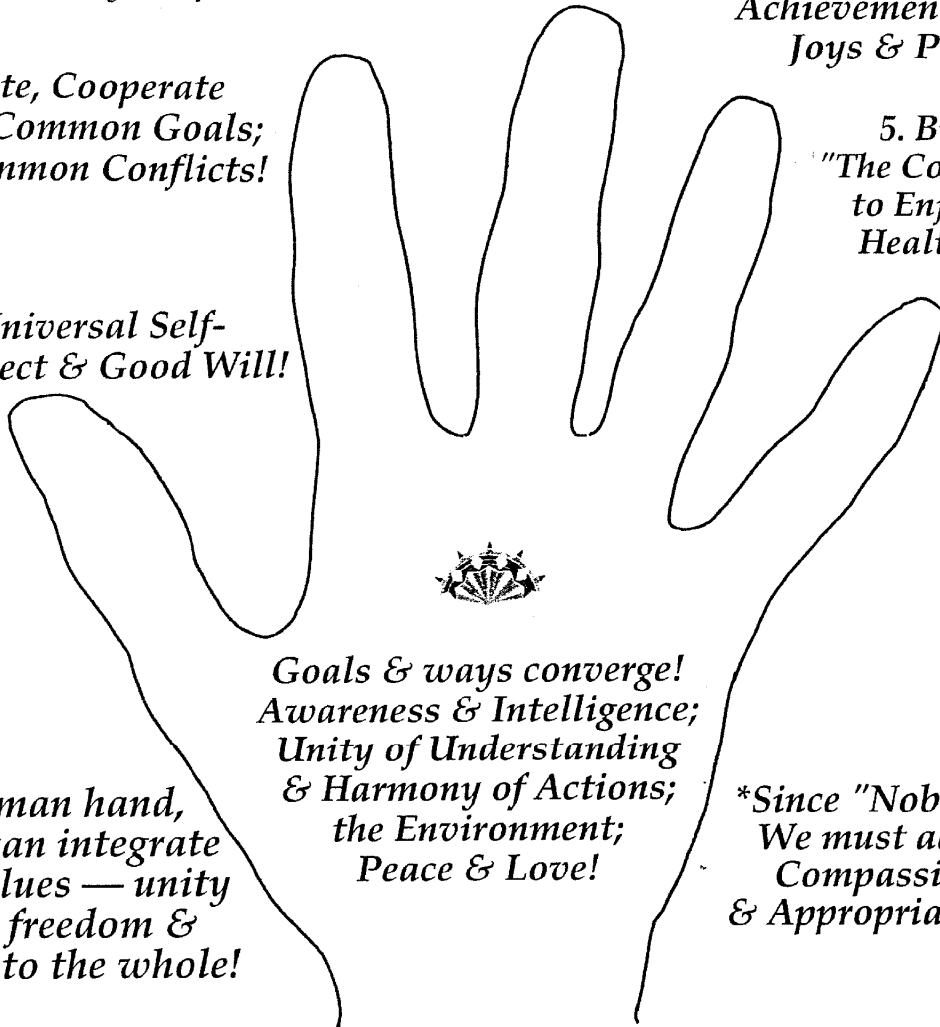 Achievemen
Joys & P
te, Cooperate
Common Goals;
nmon Conflicts!
5. B
"The Co
to Enj
Healt
niversal Self-
ect & Good Will!
Goals & ways converge!
Awareness & Intelligence;
Unity of Understanding
& Harmony of Actions;
the Environment;
Peace & Love!
man hand,
an integrate
lues — unity
freedom &
to the whole!
*Since "Nob
We must a
Compassi
& Appropria